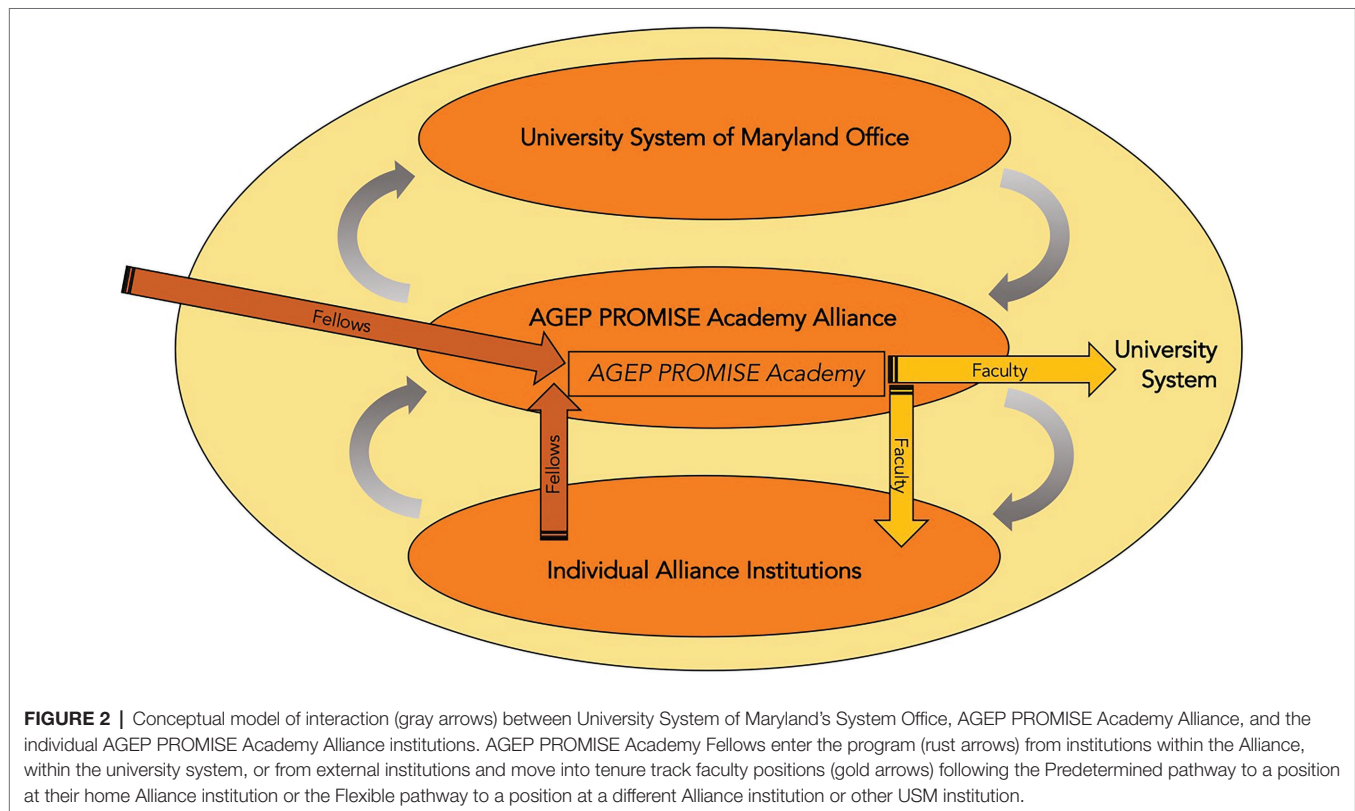 University System of Maryland Office
AGEP PROMISE Academy Alliance
Fellows
AGEP PROMISE Academy
Faculty
University
System
Fellows
Faculty
Individual Alliance Institutions
FIGURE 2 | Conceptual model of interaction (gray arrows) between University System of Maryland's System Office, AGEP PROMISE Academy Alliance, and the
individual AGEP PROMISE Academy Alliance institutions. AGEP PROMISE Academy Fellows enter the program (rust arrows) from institutions within the Alliance,
within the university system, or from external institutions and move into tenure track faculty positions (gold arrows) following the Predetermined pathway to a position
at their home Alliance institution or the Flexible pathway to a position at a different Alliance institution or other USM institution.